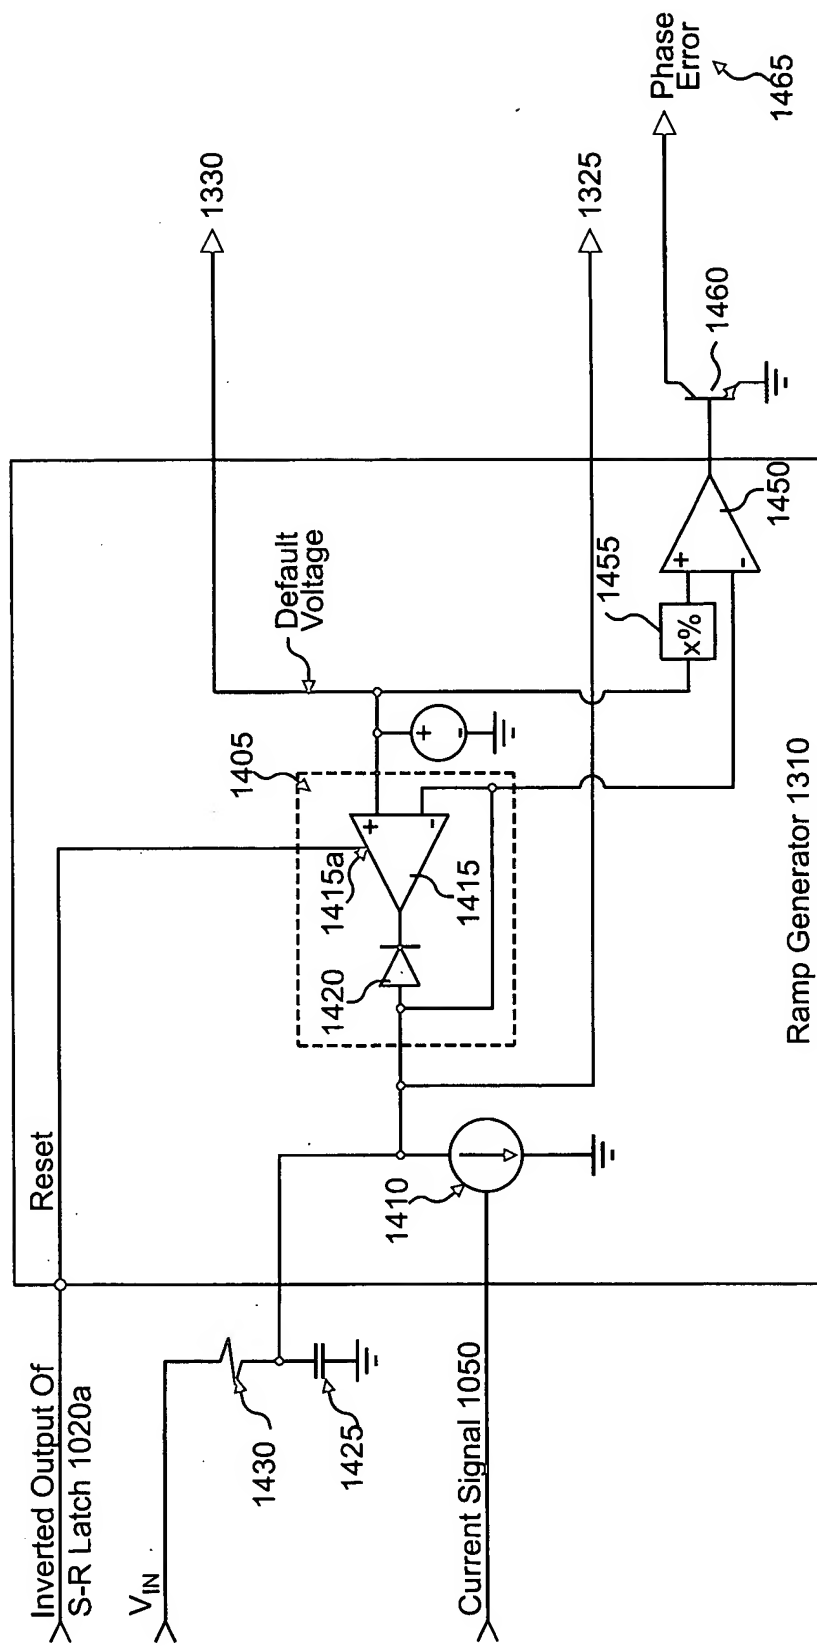 Inverted Output Of
S-R Latch 1020a
Reset
V_IN
1430
1425
Current Signal 1050
1410
1405
1415a
+
-
1415
1420
Default
Voltage
+
-
1330
1325
1455
x%
+
-
1450
1460
Phase
Error
1465
Ramp Generator 1310